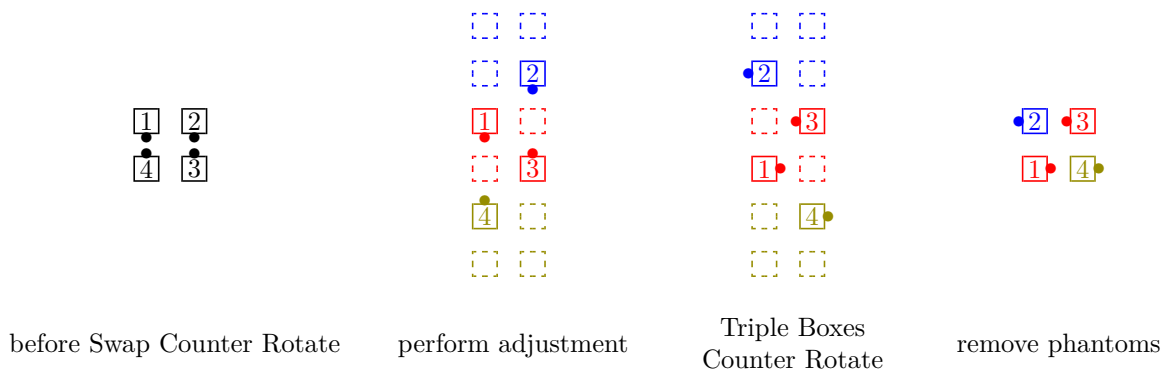 2
2
1 2
1
3
3
4 3
3
1
1 4
4
4
before Swap Counter Rotate
perform adjustment
Triple Boxes
Counter Rotate
remove phantoms